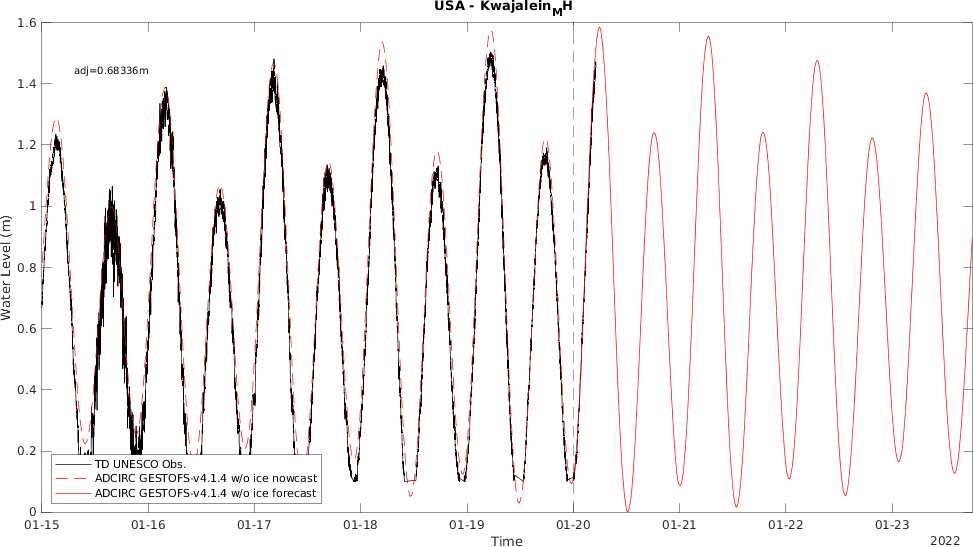 USA - Kwajalein_MH
1.6
1.4
1.2
1
0.8
0.6
0.4
0.2
0
Water Level (m)
adj=0.68336m
TD UNESCO Obs.
ADCIRC GESTOFS-v4.1.4 w/o ice nowcast
ADCIRC GESTOFS-v4.1.4 w/o ice forecast
01-15 01-16 01-17 01-18 01-19 01-20 01-21 01-22 01-23
Time
2022